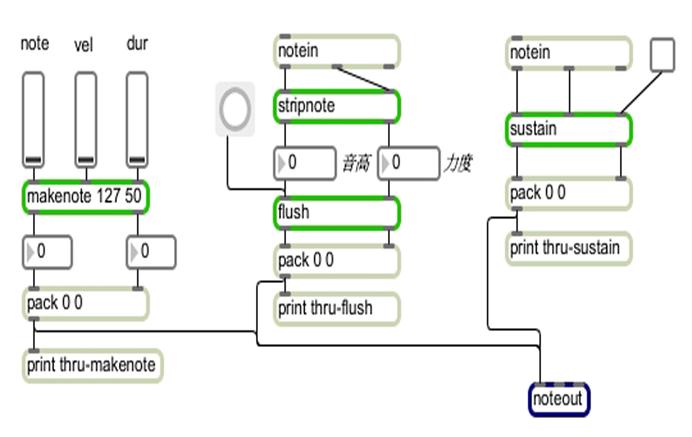 note vel dur
makenote 127 50
0 0
pack 0 0
print thru-makenote
notein
stripnote
0 音高 0 力度
flush
pack 0 0
print thru-flush
notein
sustain
pack 0 0
print thru-sustain
noteout